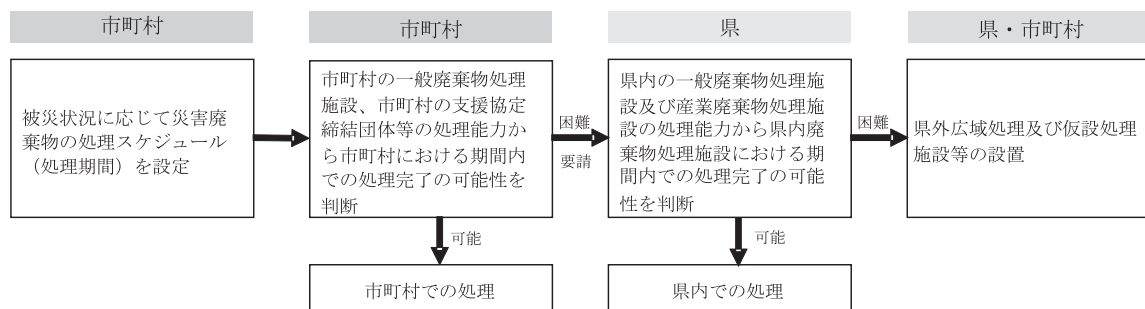 市町村
市町村
県
県・市町村
被災状況に応じて災害廃
棄物の処理スケジュール
（処理期間）を設定
市町村の一般廃棄物処理
施設、市町村の支援協定
締結団体等の処理能力か
ら市町村における期間内
での処理完了の可能性を
判断
困難
要請
県内の一般廃棄物処理施
設及び産業廃棄物処理施
設の処理能力から県内廃
棄物処理施設における期
間内での処理完了の可能
性を判断
困難
県外広域処理及び仮設処理
施設等の設置
可能
可能
市町村での処理
県内での処理